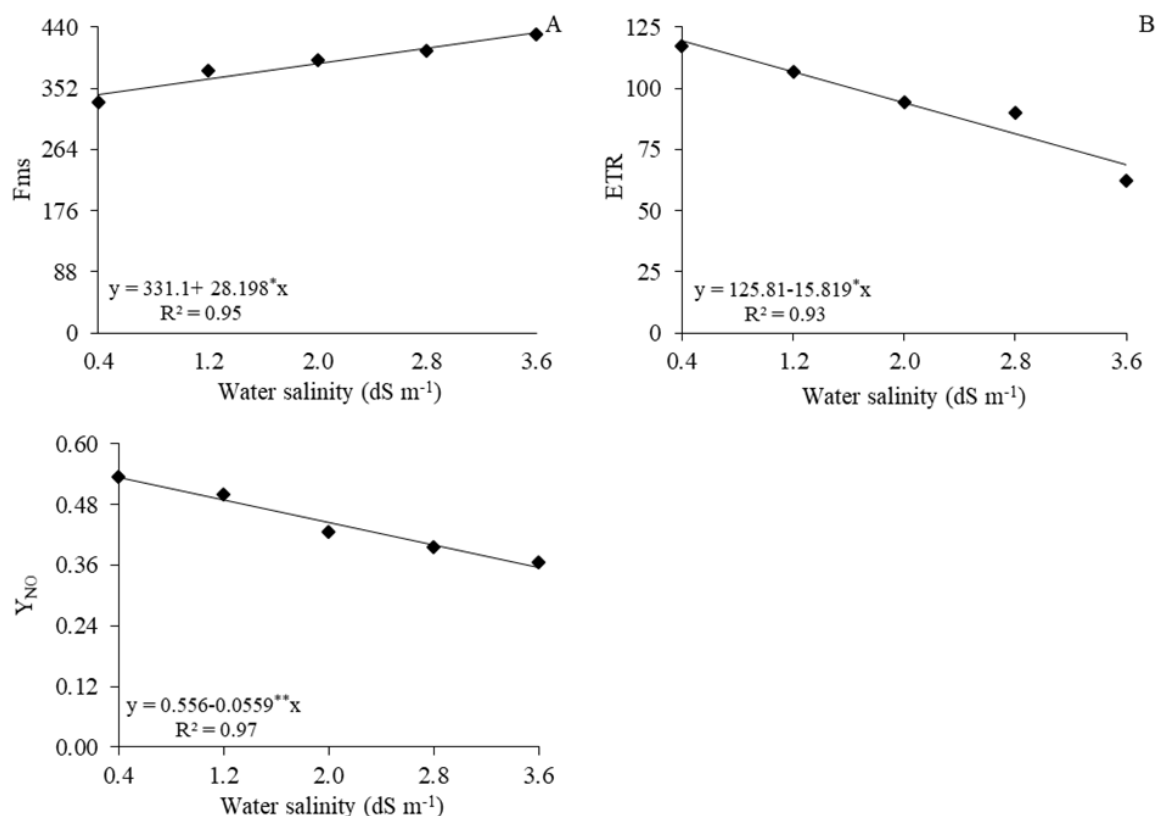 A
440
352
264
176
88
0
Fms
y = 331.1+ 28.198*x
R² = 0.95
0.4 1.2 2.0 2.8 3.6
Water salinity (dS m⁻¹)
B
125
100
75
50
25
0
ETR
y = 125.81-15.819*x
R² = 0.93
0.4 1.2 2.0 2.8 3.6
Water salinity (dS m⁻¹)
0.60
0.48
0.36
0.24
0.12
0.00
Y_NO
y = 0.556-0.0559**x
R² = 0.97
0.4 1.2 2.0 2.8 3.6
Water salinity (dS m⁻¹)